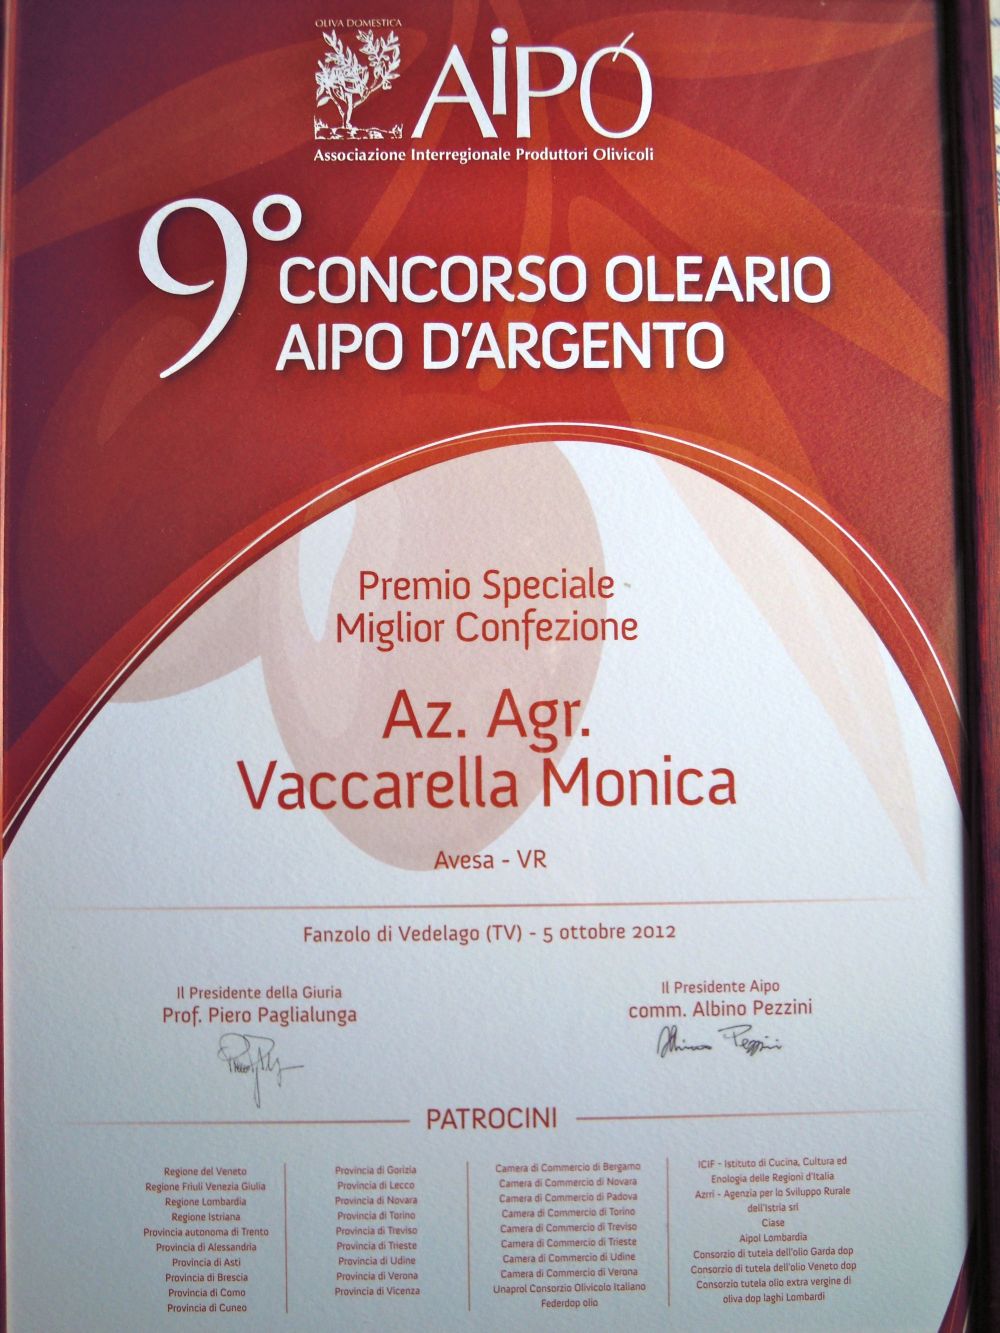 OLIVA DOMESTICA
AIPO
Associazione Interregionale Produttori Olivicoli
9° CONCORSO OLEARIO
AIPO D'ARGENTO
Premio Speciale
Miglior Confezione
Az. Agr.
Vaccarella Monica
Avesa - VR
Fanzolo di Vedelago (TV) - 5 ottobre 2012
Il Presidente della Giuria
Prof. Piero Paglialunga
Il Presidente Aipo
comm. Albino Pezzini
Albino Pezzini
PATROCINI
Regione del Veneto
Regione Friuli Venezia Giulia
Regione Lombardia
Regione Istriana
Provincia autonoma di Trento
Provincia di Alessandria
Provincia di Asti
Provincia di Brescia
Provincia di Como
Provincia di Cuneo
Provincia di Gorizia
Provincia di Lecco
Provincia di Novara
Provincia di Torino
Provincia di Treviso
Provincia di Trieste
Provincia di Udine
Provincia di Verona
Provincia di Vicenza
Camera di Commercio di Bergamo
Camera di Commercio di Novara
Camera di Commercio di Padova
Camera di Commercio di Torino
Camera di Commercio di Treviso
Camera di Commercio di Trieste
Camera di Commercio di Udine
Camera di Commercio di Verona
Unaprol Consorzio Olivicolo Italiano
Federdop olio
ICIF - Istituto di Cucina, Cultura ed
Enologia delle Regioni d'Italia
Azrri - Agenzia per lo Sviluppo Rurale
dell'Istria srl
Ciase
Aipol Lombardia
Consorzio di tutela dell'olio Garda dop
Consorzio di tutela dell'olio Veneto dop
Consorzio tutela olio extra vergine di
oliva dop laghi Lombardi